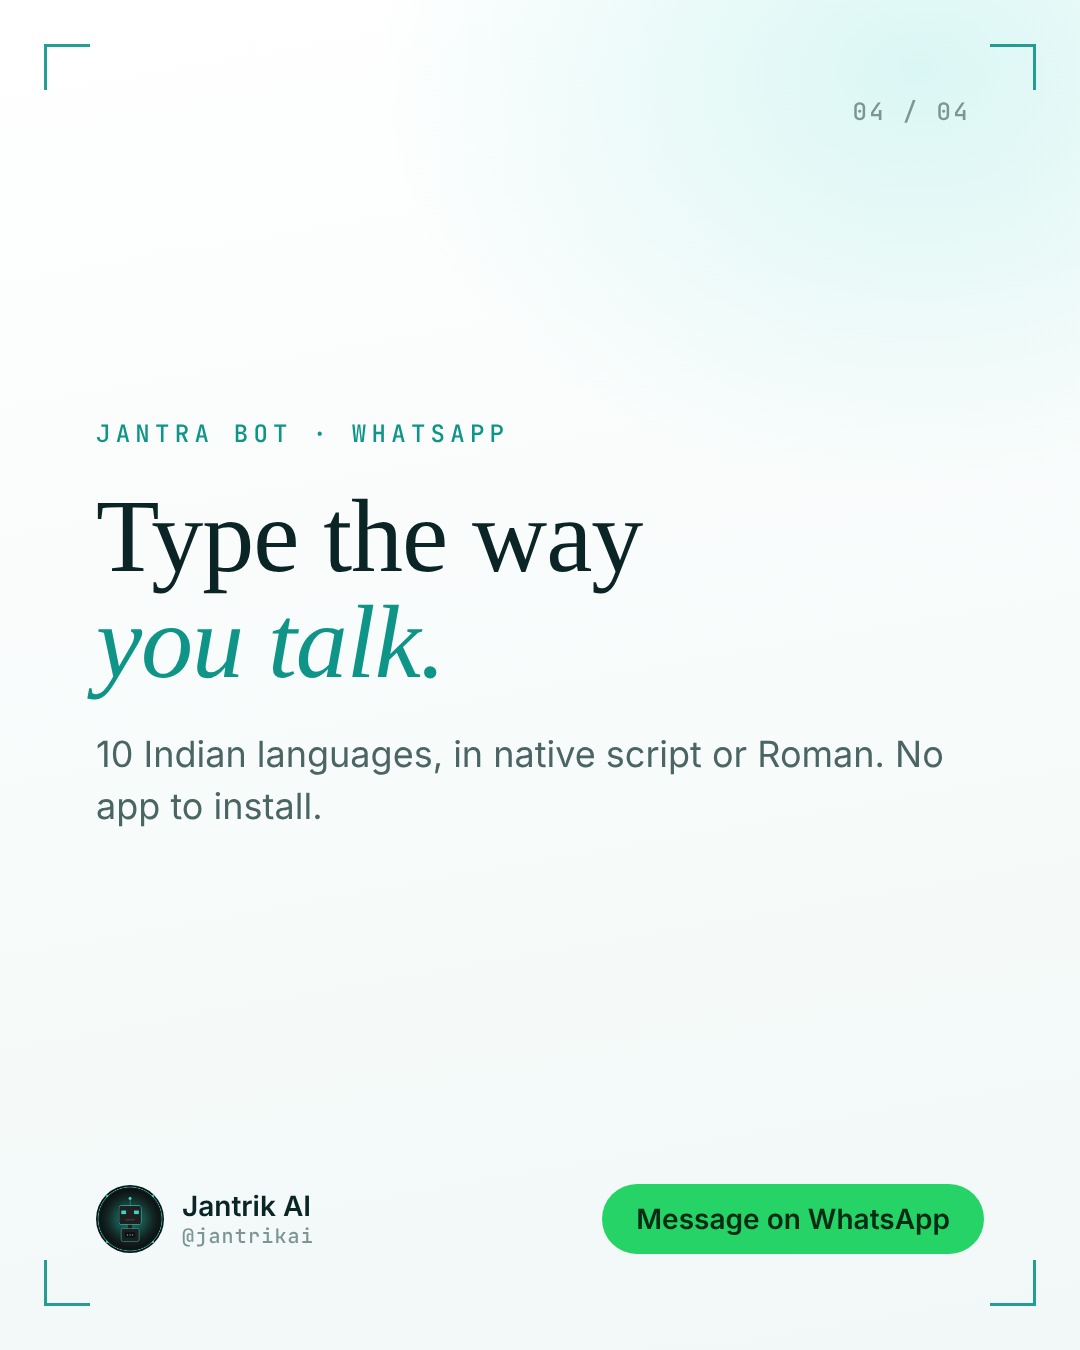 04 / 04
JANTRA BOT · WHATSAPP
Type the way
you talk.
10 Indian languages, in native script or Roman. No
app to install.
Jantrik AI
@jantrikai
Message on WhatsApp